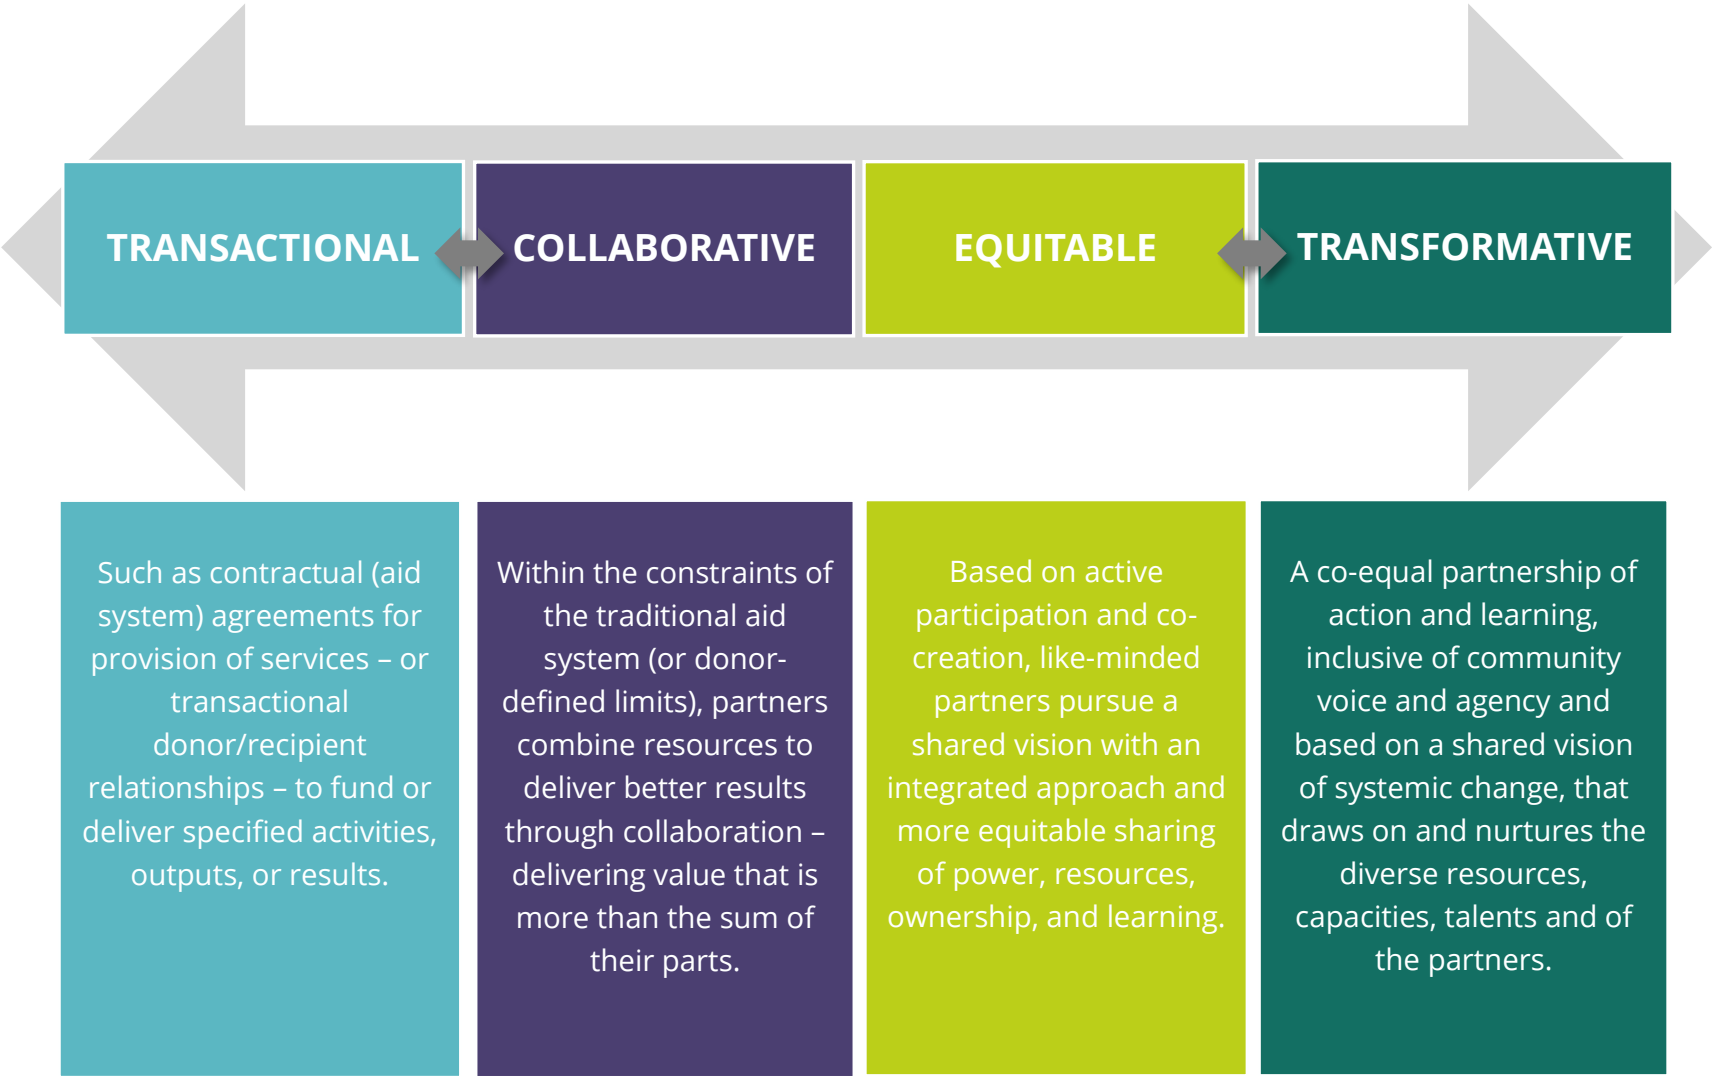 TRANSACTIONAL
COLLABORATIVE
EQUITABLE
TRANSFORMATIVE
Such as contractual (aid
system) agreements for
provision of services – or
transactional
donor/recipient
relationships – to fund or
deliver specified activities,
outputs, or results.
Within the constraints of
the traditional aid
system (or donor-
defined limits), partners
combine resources to
deliver better results
through collaboration –
delivering value that is
more than the sum of
their parts.
Based on active
participation and co-
creation, like-minded
partners pursue a
shared vision with an
integrated approach and
more equitable sharing
of power, resources,
ownership, and learning.
A co-equal partnership of
action and learning,
inclusive of community
voice and agency and
based on a shared vision
of systemic change, that
draws on and nurtures the
diverse resources,
capacities, talents and of
the partners.